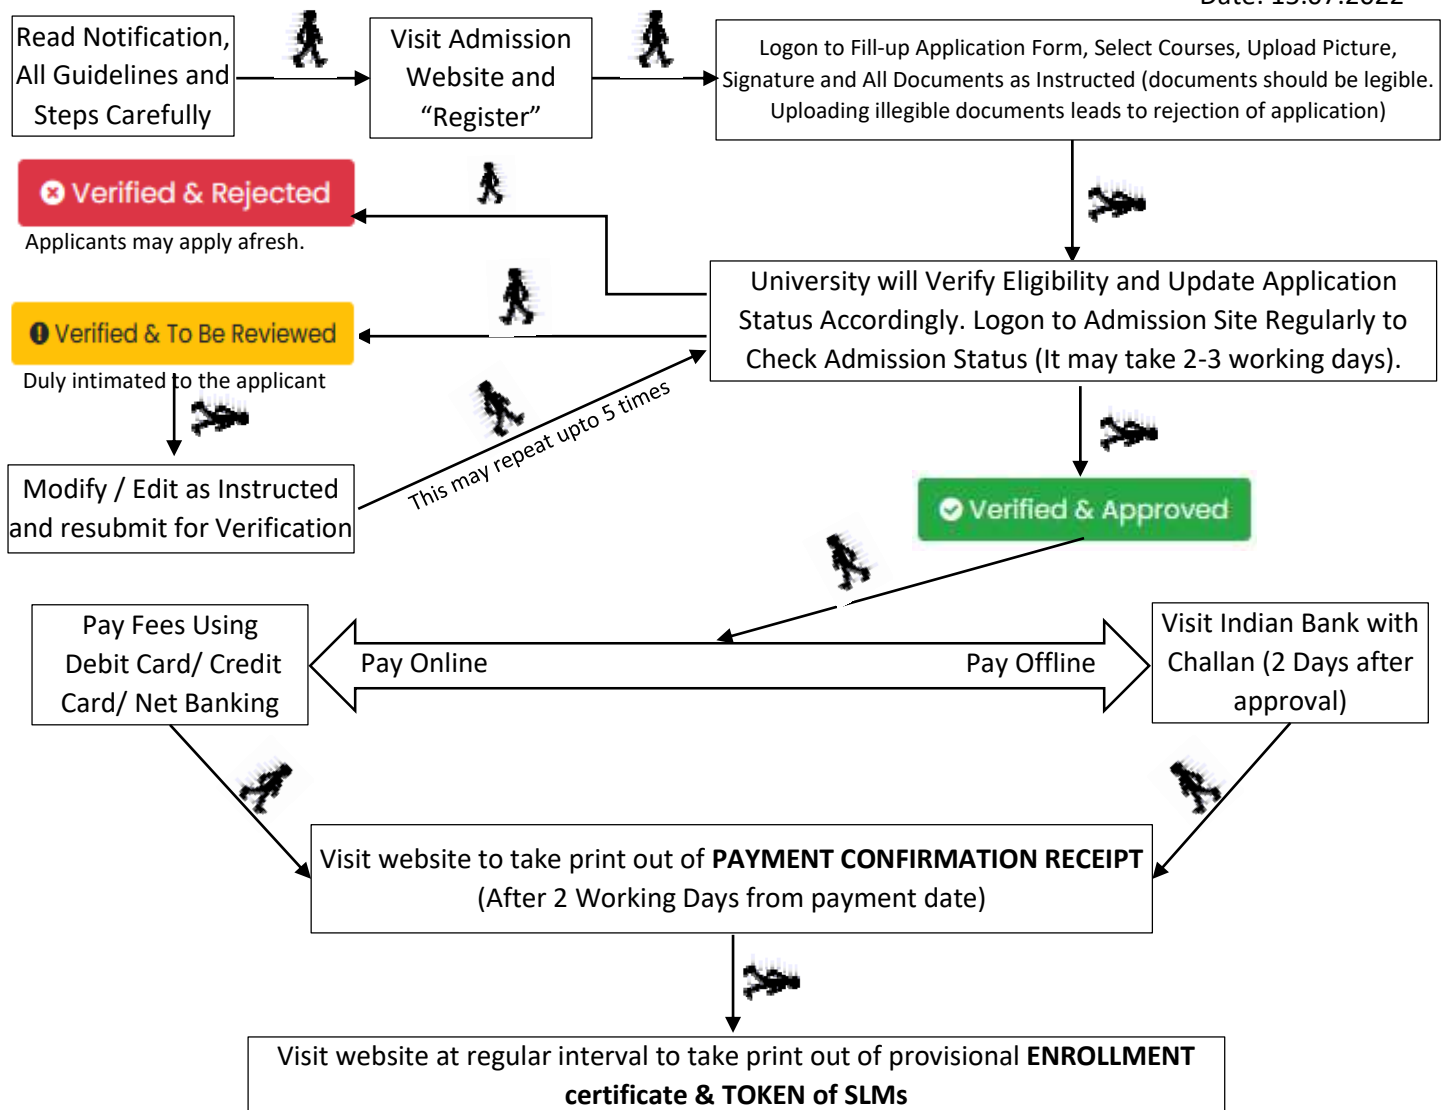 Date: 15.07.2022
Read Notification,
All Guidelines and
Steps Carefully
Visit Admission
Website and
“Register”
Logon to Fill-up Application Form, Select Courses, Upload Picture,
Signature and All Documents as Instructed (documents should be legible.
Uploading illegible documents leads to rejection of application)
Verified & Rejected
Applicants may apply afresh.
University will Verify Eligibility and Update Application
Status Accordingly. Logon to Admission Site Regularly to
Check Admission Status (It may take 2-3 working days).
Verified & To Be Reviewed
Duly intimated to the applicant
This may repeat upto 5 times
Modify / Edit as Instructed
and resubmit for Verification
Verified & Approved
Pay Fees Using
Debit Card/ Credit
Card/ Net Banking
Pay Online
Pay Offline
Visit Indian Bank with
Challan (2 Days after
approval)
Visit website to take print out of PAYMENT CONFIRMATION RECEIPT
(After 2 Working Days from payment date)
Visit website at regular interval to take print out of provisional ENROLLMENT
certificate & TOKEN of SLMs